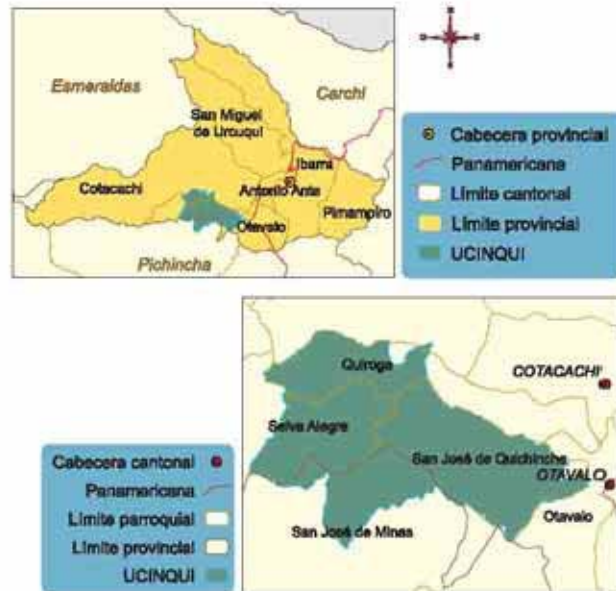 Esmeraldas
Carchi
San Miguel
de Urcuquí
Ibarra
Cotacachi
Antonio Ante
Pimampiro
Otavalo
Pichincha
Cabecera provincial
Panamericana
Límite cantonal
Límite provincial
UCINQUI
Quiroga
COTACACHI
Selva Alegre
San José de Quichinche
OTAVALO
Otavalo
San José de Minas
Cabecera cantonal
Panamericana
Límite parroquial
Límite provincial
UCINQUI